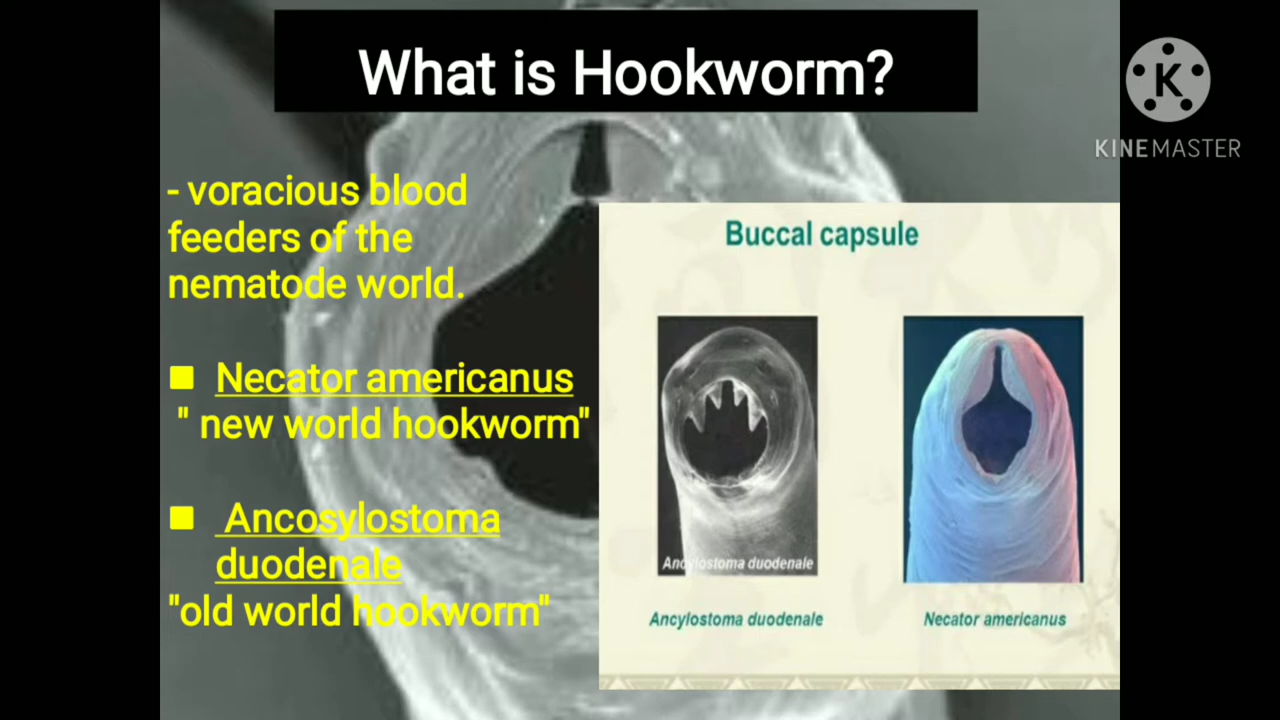 What is Hookworm?
K
KINEMASTER
- voracious blood
feeders of the
nematode world.
Necator americanus
" new world hookworm"
Ancosylostoma
duodenale
"old world hookworm"
Buccal capsule
Ancylostoma duodenale
Ancylostoma duodenale
Necator americanus